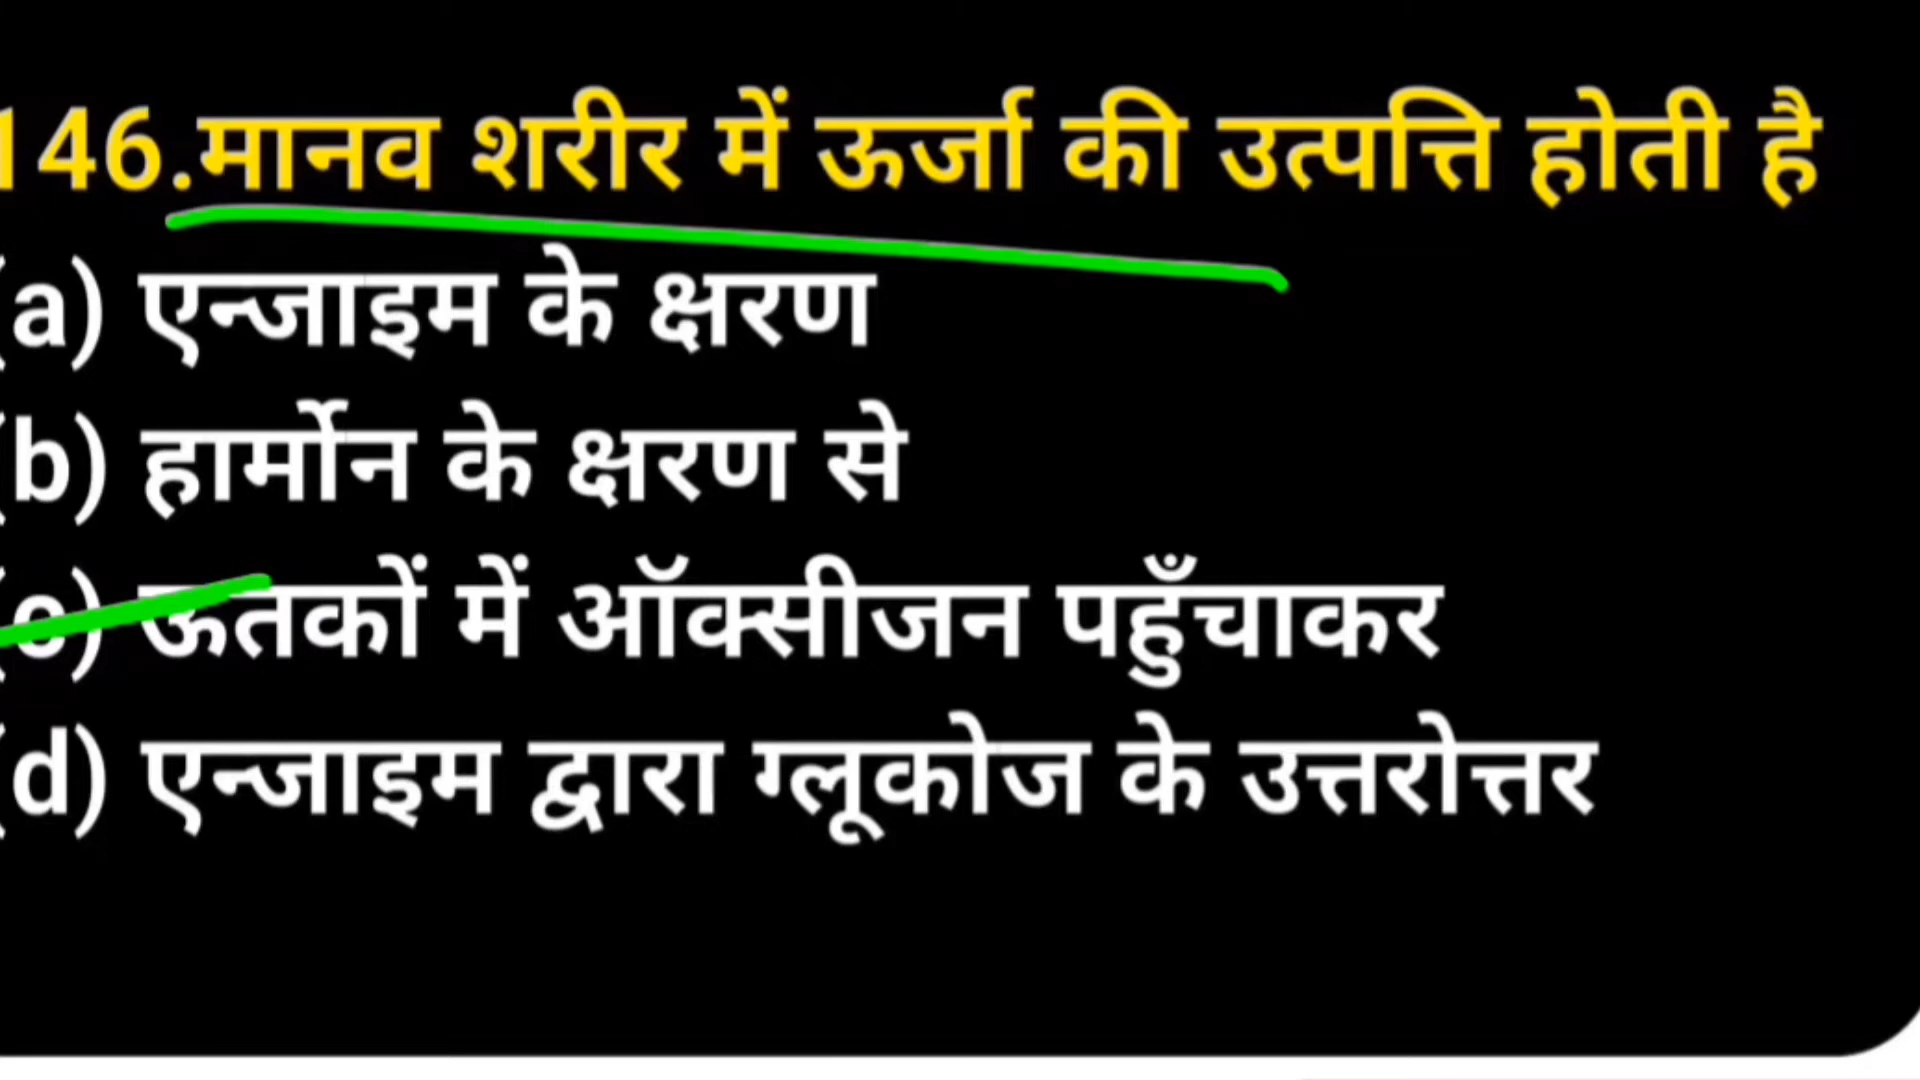 146.मानव शरीर में ऊर्जा की उत्पत्ति होती है
(a) एन्जाइम के क्षरण
(b) हार्मोन के क्षरण से
(c) ऊतकों में ऑक्सीजन पहुँचाकर
(d) एन्जाइम द्वारा ग्लूकोज के उत्तरोत्तर